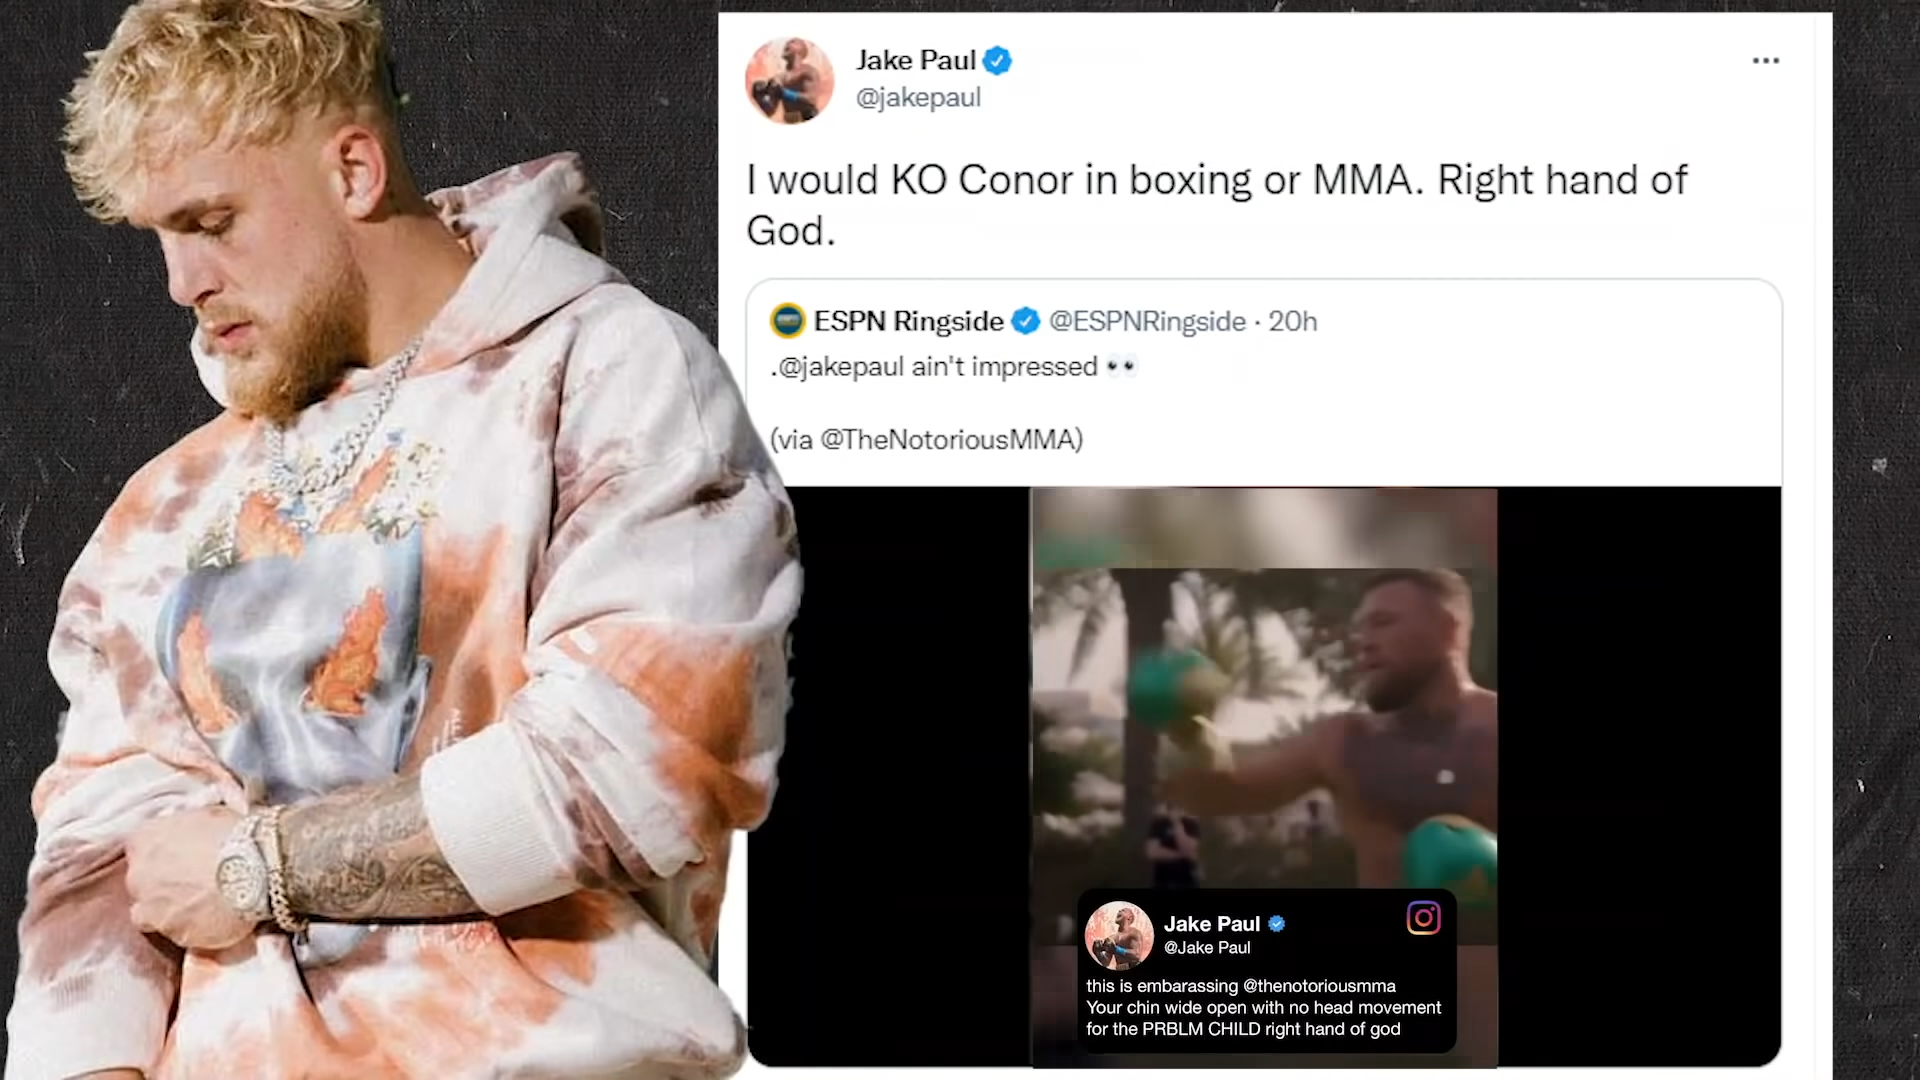 Jake Paul
@jakepaul
I would KO Conor in boxing or MMA. Right hand of
God.
ESPN Ringside @ESPNRingside · 20h
.@jakepaul ain't impressed 👀
(via @TheNotoriousMMA)
Jake Paul
@Jake Paul
this is embarassing @thenotoriousmma
Your chin wide open with no head movement
for the PRBLM CHILD right hand of god